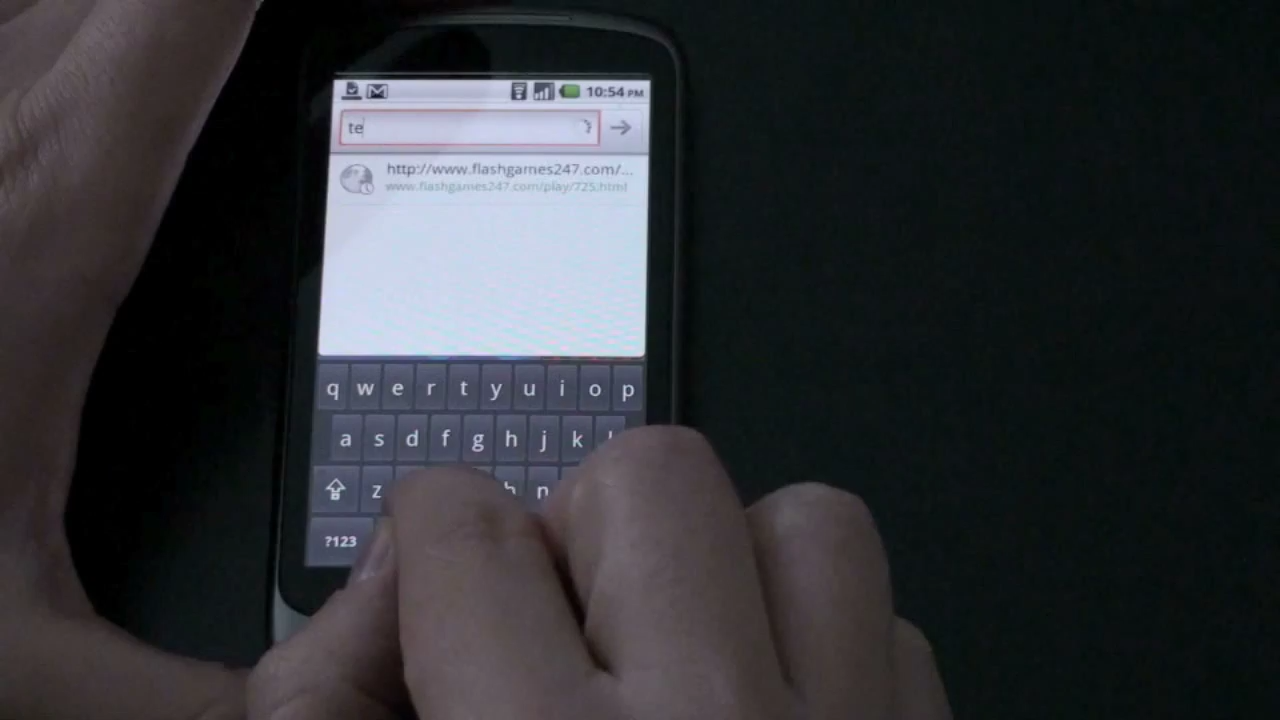 10:54 PM
te
http://www.flashgames247.com/...
www.flashgames247.com/play/725.html
q w e r t y u i o p
a s d f g h j k
z h n
?123